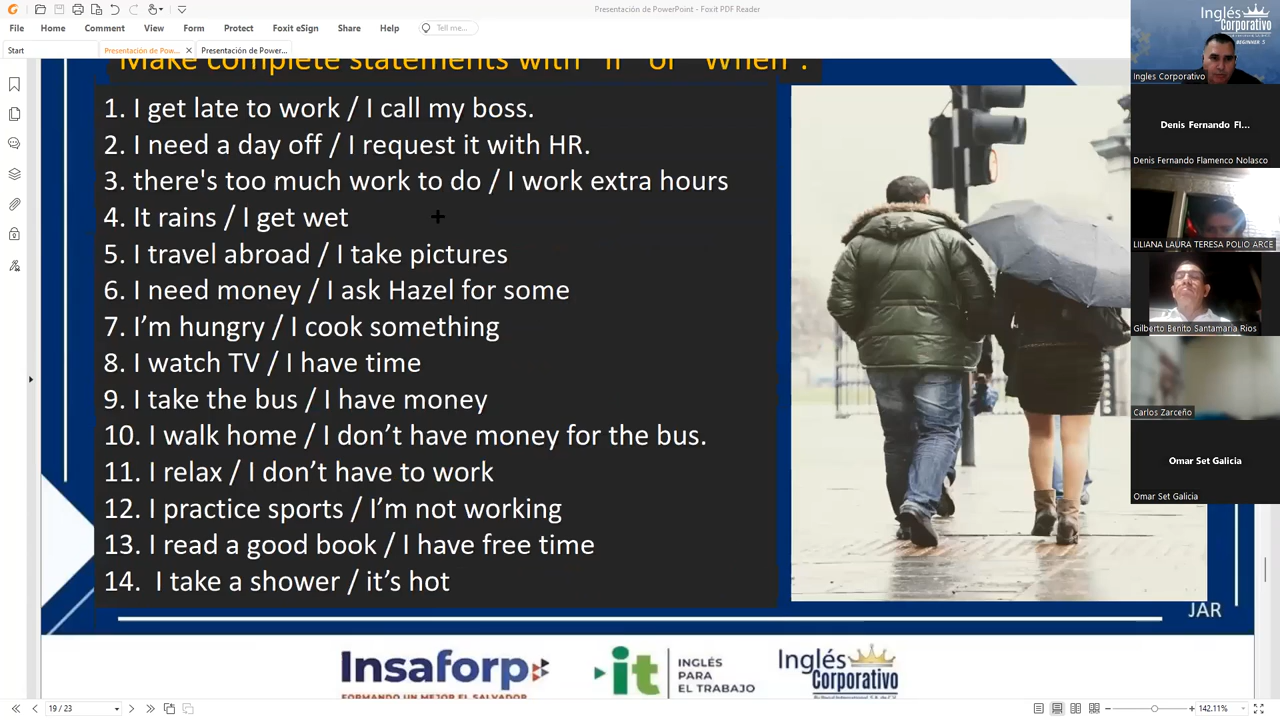 Presentación de PowerPoint - Foxit PDF Reader
File Home Comment View Form Protect Foxit eSign Share Help Tell me...
Start Presentación de Pow... Presentación de Power...
Make complete statements with "If" or "When".
1. I get late to work / I call my boss.
2. I need a day off / I request it with HR.
3. there's too much work to do / I work extra hours
4. It rains / I get wet
5. I travel abroad / I take pictures
6. I need money / I ask Hazel for some
7. I’m hungry / I cook something
8. I watch TV / I have time
9. I take the bus / I have money
10. I walk home / I don’t have money for the bus.
11. I relax / I don’t have to work
12. I practice sports / I’m not working
13. I read a good book / I have free time
14. I take a shower / it’s hot
JAR
Insaforp
FORMANDO UN MEJOR EL SALVADOR
it
INGLÉS
PARA
EL TRABAJO
Inglés
Corporativo
19 / 23
142.11%
Inglés
Corporativo
BEGINNER 5
Ingles Corporativo
Denis Fernando Fl...
Denis Fernando Flamenco Nolasco
LILIANA LAURA TERESA POLIO ARCE
Gilberto Benito Santamaria Rios
Carlos Zarceño
Omar Set Galicia
Omar Set Galicia